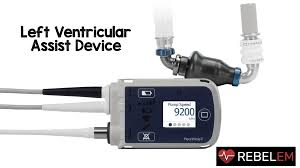 Left Ventricular
Assist Device
Pump Speed
9200
REBELEM